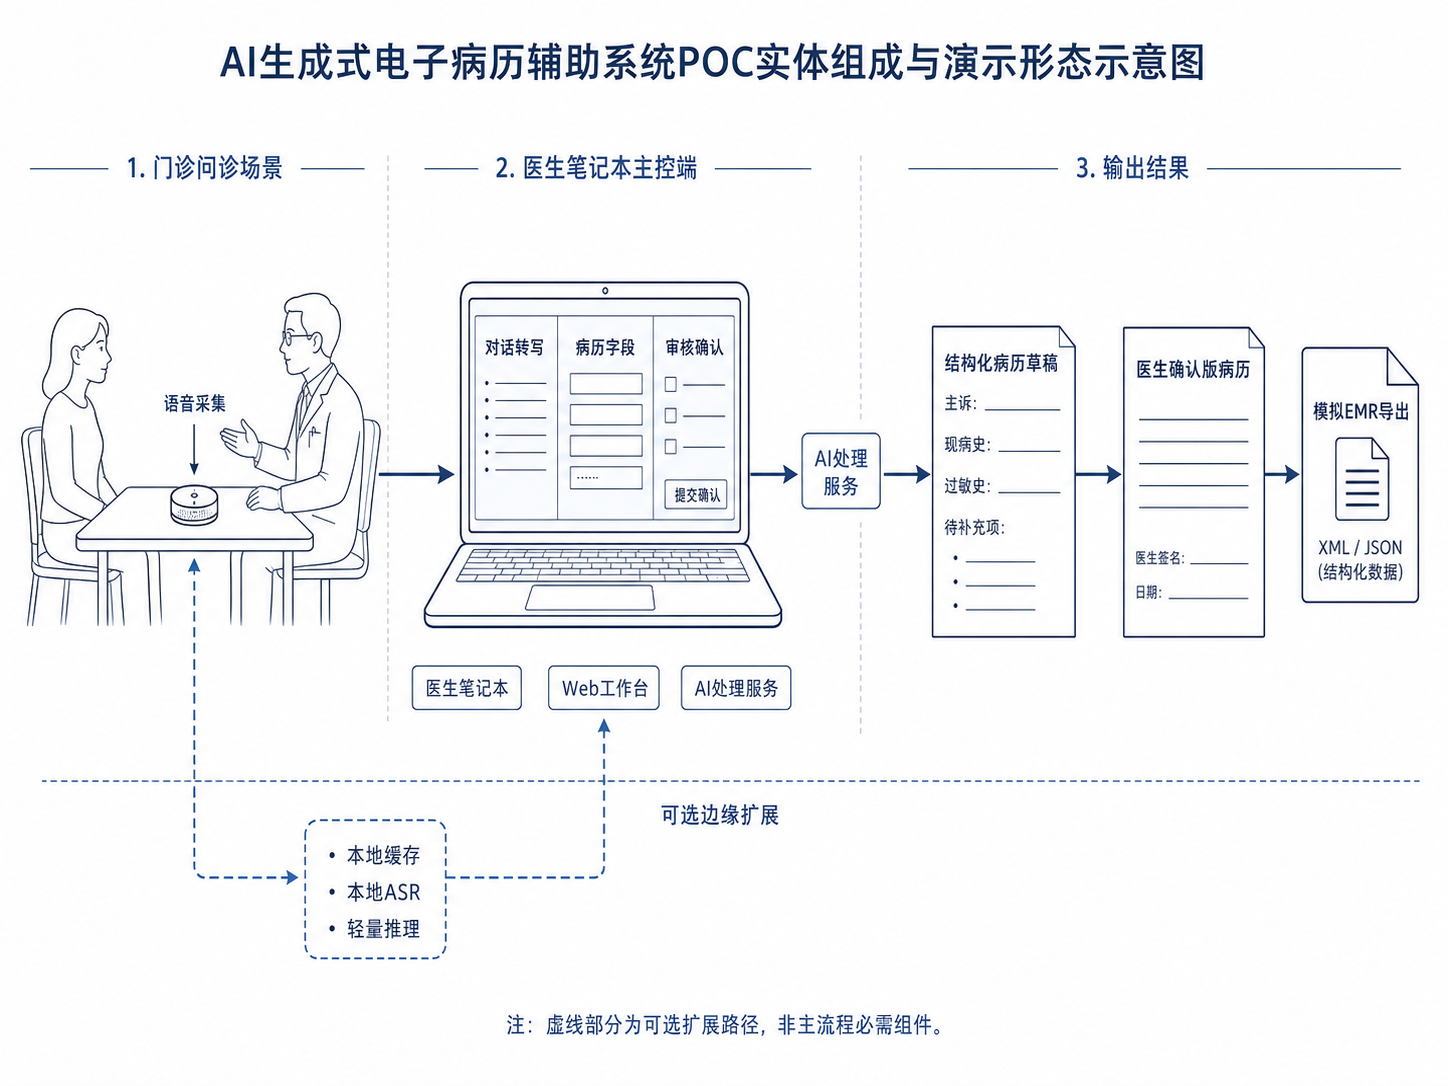 AI生成式电子病历辅助系统POC实体组成与演示形态示意图
1. 门诊问诊场景
2. 医生笔记本主控端
3. 输出结果
语音采集
对话转写
病历字段
......
审核确认
提交确认
AI处理
服务
结构化病历草稿
主诉：
现病史：
过敏史：
待补充项：
医生确认版病历
医生签名：
日期：
模拟EMR导出
XML / JSON
(结构化数据)
医生笔记本
Web工作台
AI处理服务
可选边缘扩展
• 本地缓存
• 本地ASR
• 轻量推理
注：虚线部分为可选扩展路径，非主流程必需组件。